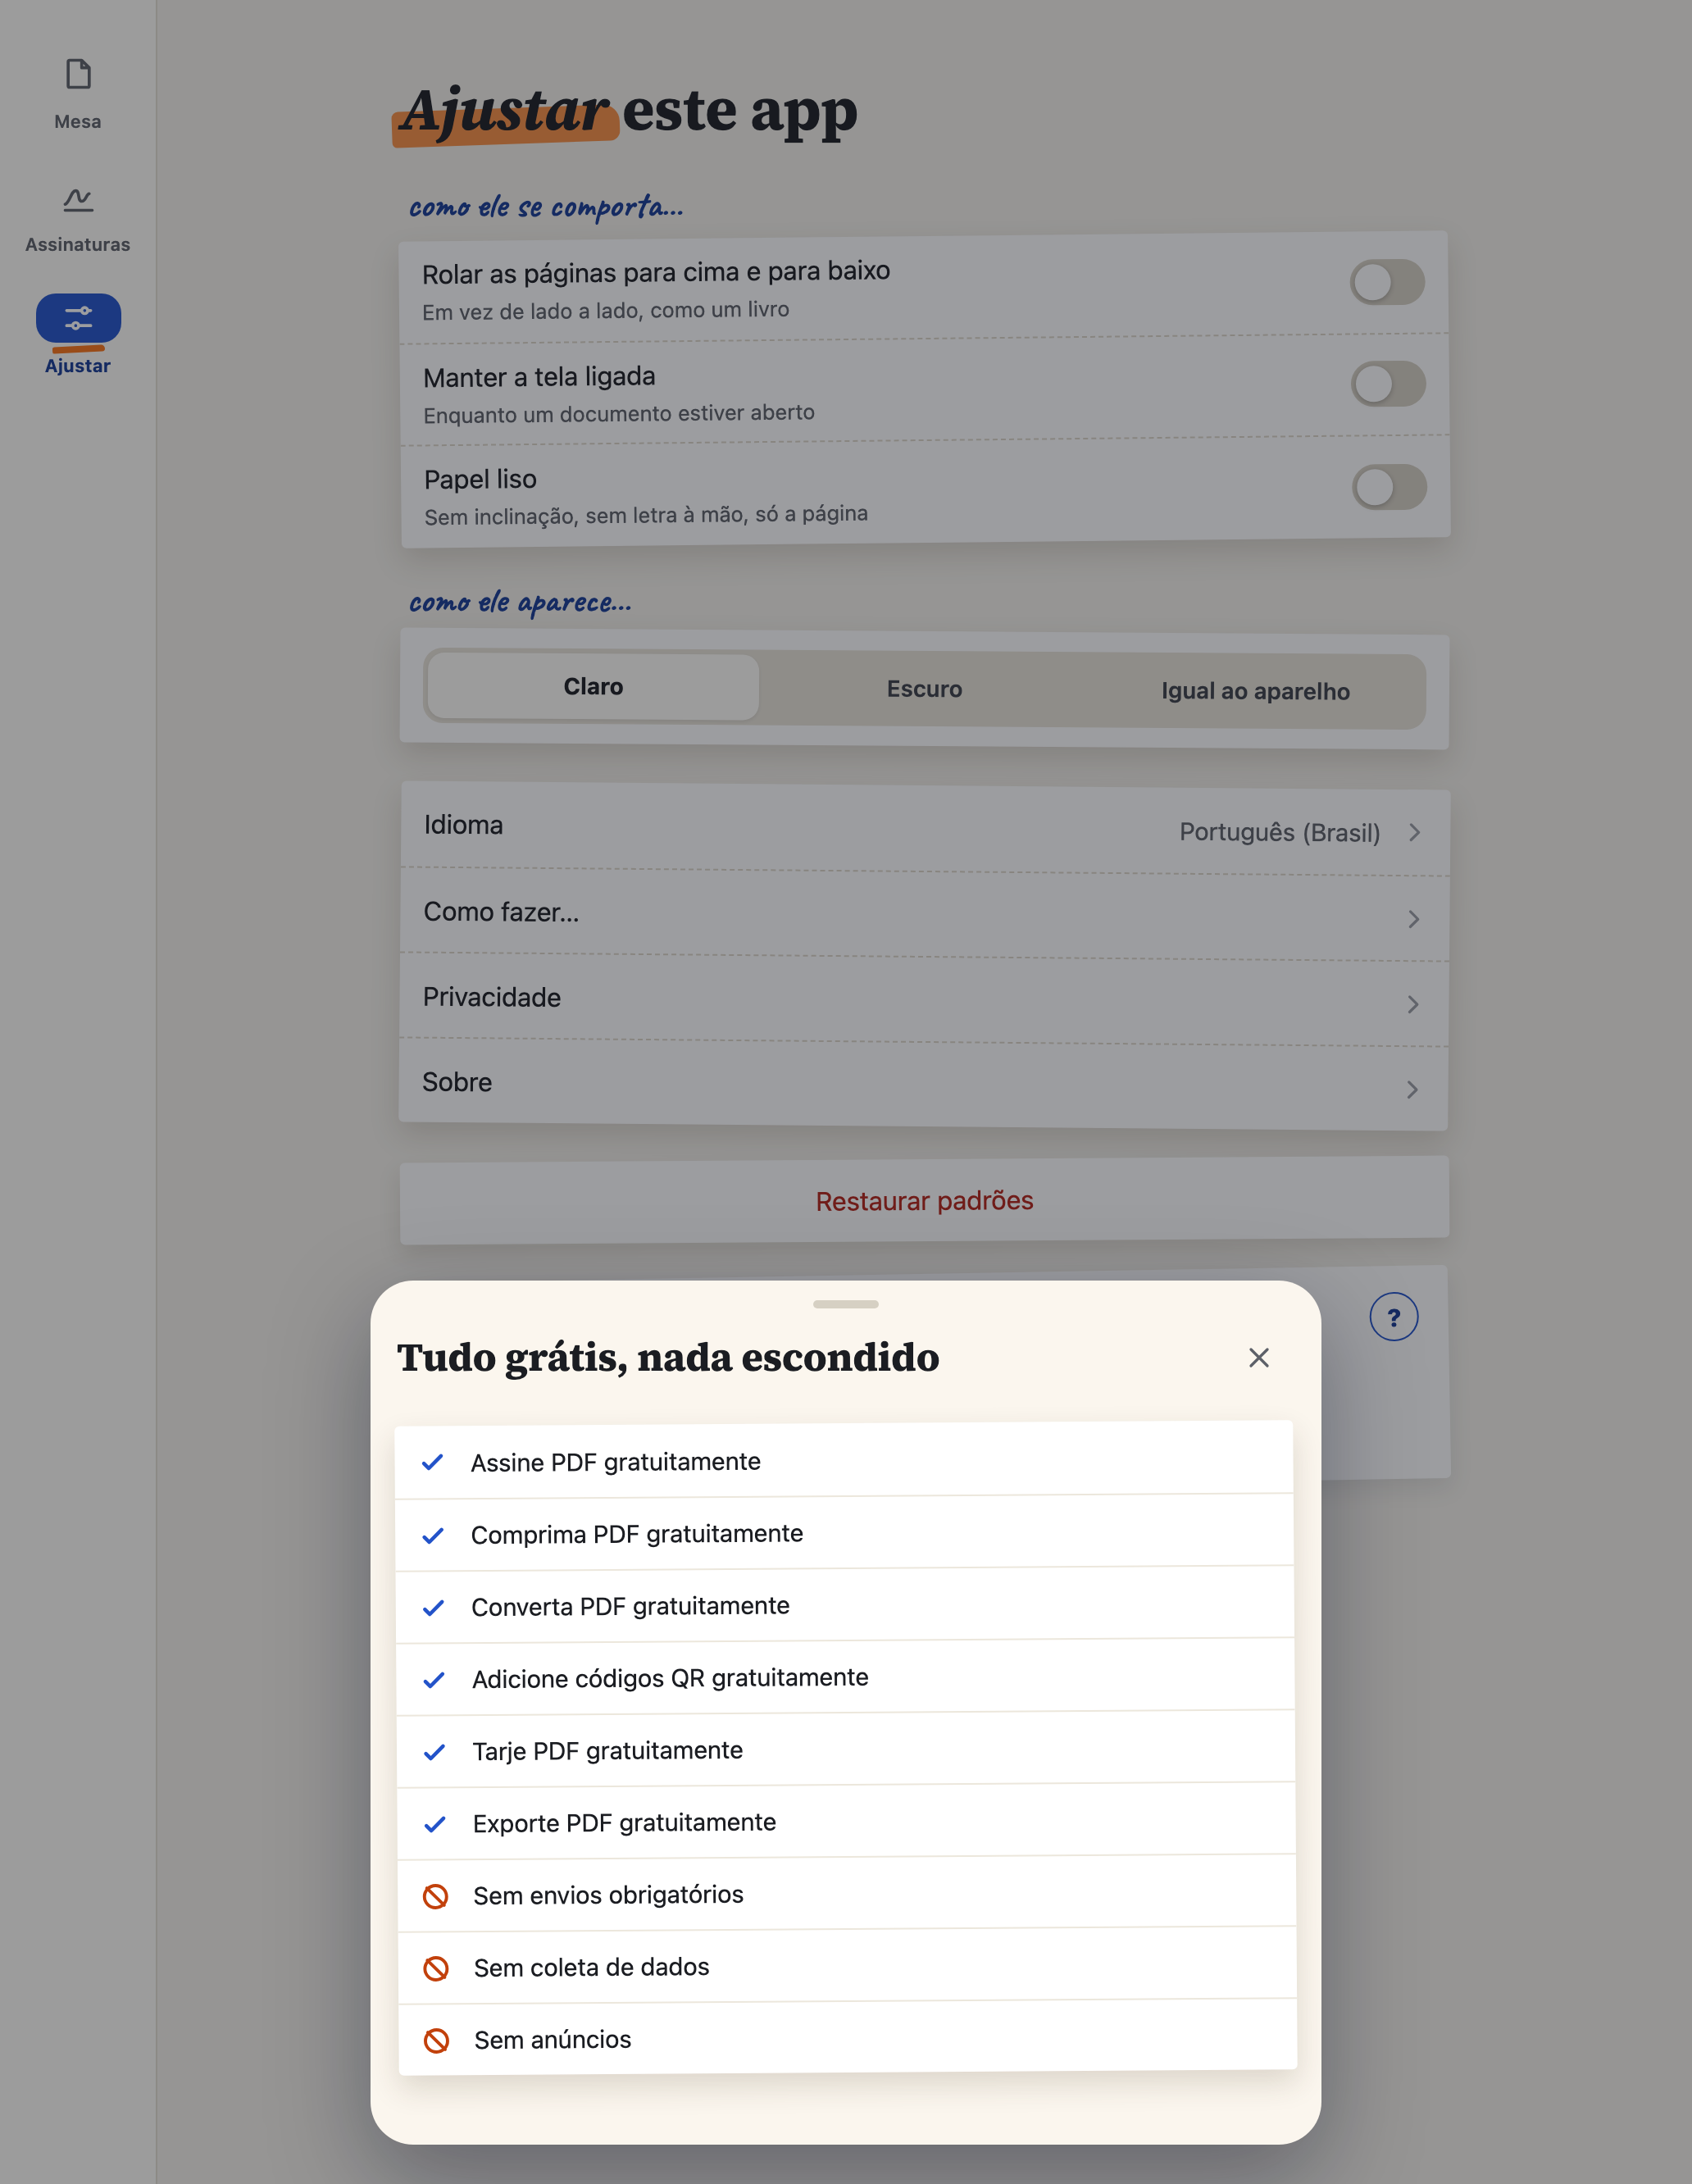 Mesa
Assinaturas
Ajustar
Ajustar este app
como ele se comporta...
Rolar as páginas para cima e para baixo
Em vez de lado a lado, como um livro
Manter a tela ligada
Enquanto um documento estiver aberto
Papel liso
Sem inclinação, sem letra à mão, só a página
como ele aparece...
Claro
Escuro
Igual ao aparelho
Idioma
Português (Brasil)
Como fazer...
Privacidade
Sobre
Restaurar padrões
?
Tudo grátis, nada escondido
Assine PDF gratuitamente
Comprima PDF gratuitamente
Converta PDF gratuitamente
Adicione códigos QR gratuitamente
Tarje PDF gratuitamente
Exporte PDF gratuitamente
Sem envios obrigatórios
Sem coleta de dados
Sem anúncios